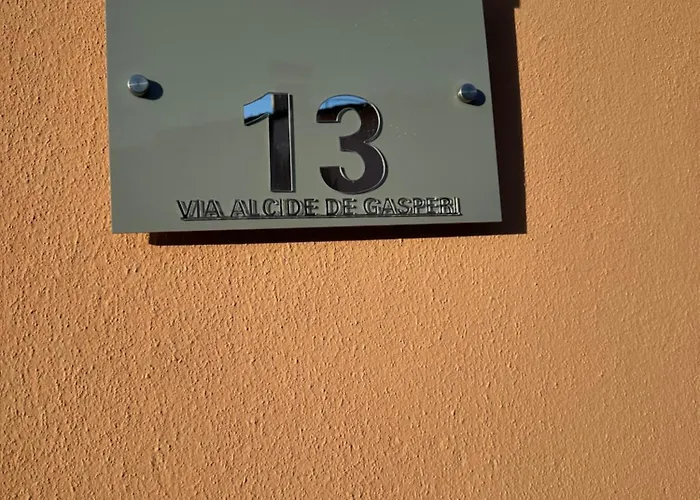 13
VIA ALCIDE DE GASPERI